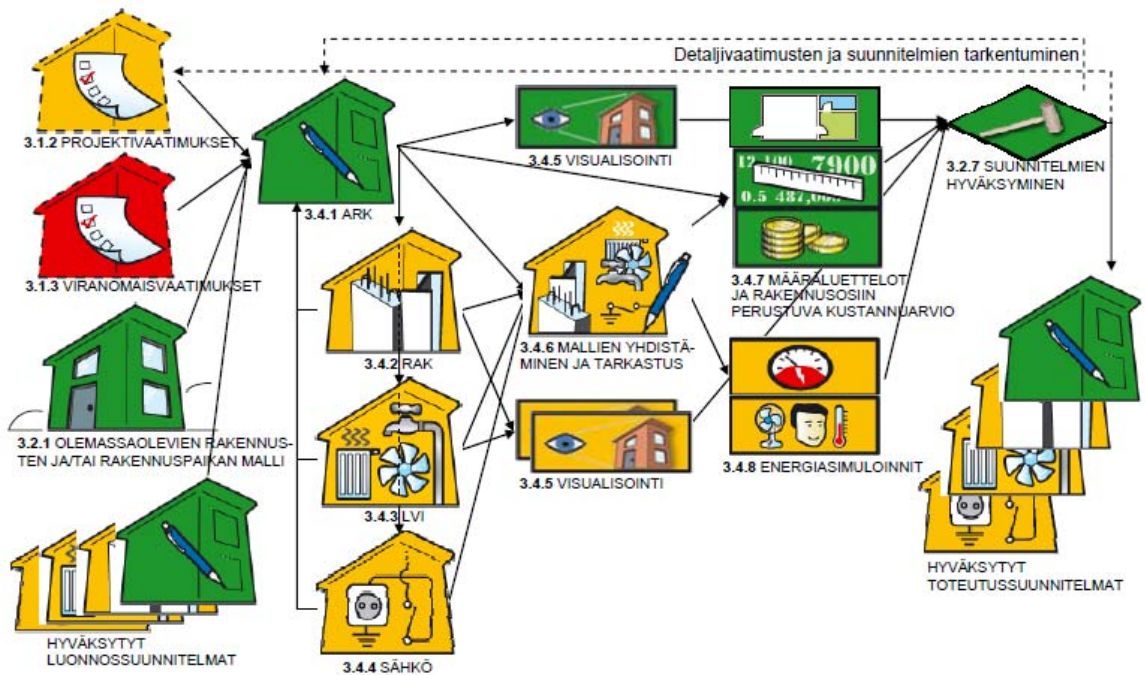 Detaljivaatimusten ja suunnitelmien tarkentuminen
3.1.2 PROJEKTIVAATIMUKSET
3.1.3 VIRANOMAISVAATIMUKSET
3.2.1 OLEMASSAOLEVIEN RAKENNUS-
TEN JA/TAI RAKENNUSPAIKAN MALLI
HYVÄKSYTYT
LUONNOSSUUNNITELMAT
3.4.1 ARK
3.4.2 RAK
3.4.3 LVI
3.4.4 SÄHKÖ
3.4.5 VISUALISOINTI
3.4.6 MALLIEN YHDISTÄ-
MINEN JA TARKASTUS
3.4.5 VISUALISOINTI
7900
3.4.7 MÄÄRÄLUETTELOT
JA RAKENNUSOSIIN
PERUSTUVA KUSTANNUARVIO
3.4.8 ENERGIASIMULOINNIT
3.2.7 SUUNNITELMIEN
HYVÄKSYMINEN
HYVÄKSYTYT
TOTEUTUSSUUNNITELMAT